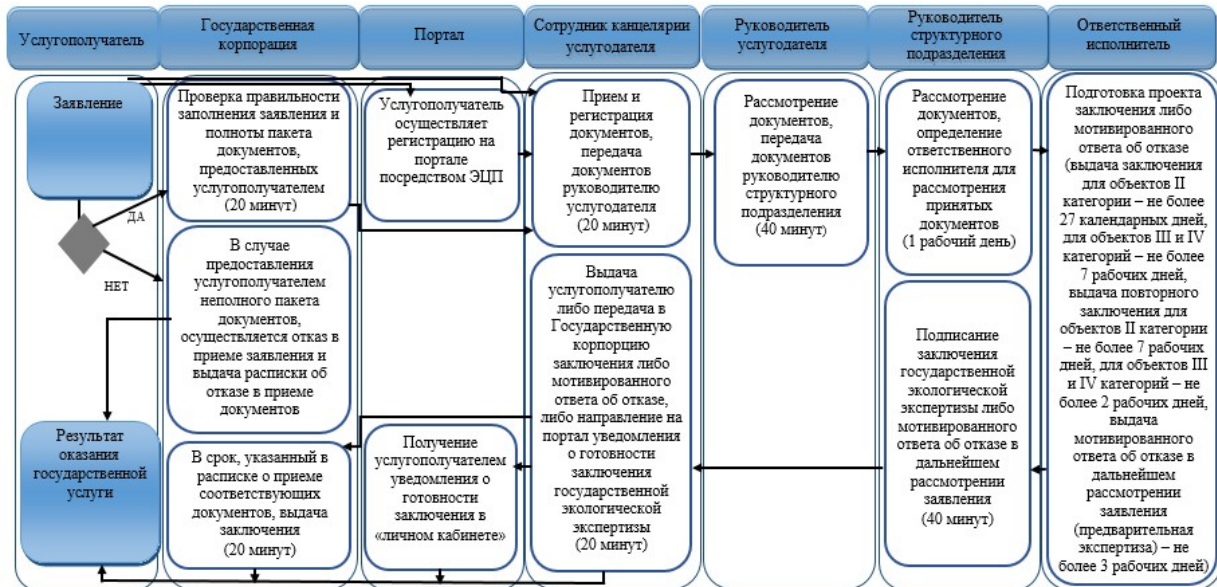 Услугополучатель
Государственная
корпорация
Портал
Сотрудник канцелярии
услугодателя
Руководитель
услугодателя
Руководитель
структурного
подразделения
Ответственный
исполнитель
Заявление
ДА
НЕТ
Результат
оказания
государственной
услуги
Проверка правильности
заполнения заявления и
полноты пакета
документов,
предоставленных
услугополучателем
(20 минут)
В случае
предоставления
услугополучателем
неполного пакета
документов,
осуществляется отказ в
приеме заявления и
выдача расписки об
отказе в приеме
документов
В срок, указанный в
расписке о приеме
соответствующих
документов, выдача
заключения
(20 минут)
Услугополучатель
осуществляет
регистрацию на
портале
посредством ЭЦП
Получение
услугополучателем
уведомления о
готовности
заключения в
«личном кабинете»
Прием и
регистрация
документов,
передача
документов
руководителю
услугодателя
(20 минут)
Выдача
услугополучателю
либо передача в
Государственную
корпорцию
заключения либо
мотивированного
ответа об отказе,
либо направление на
портал уведомления
о готовности
заключения
государственной
экологической
экспертизы
(20 минут)
Рассмотрение
документов,
передача
документов
руководителю
структурного
подразделения
(40 минут)
Рассмотрение
документов,
определение
ответственного
исполнителя для
рассмотрения
принятых
документов
(1 рабочий день)
Подписание
заключения
государственной
экологической
экспертизы либо
мотивированного
ответа об отказе в
дальнейшем
рассмотрении
заявления
(40 минут)
Подготовка проекта
заключения либо
мотивированного
ответа об отказе
(выдача заключения
для объектов II
категории – не более
27 календарных дней,
для объектов III и IV
категорий – не более
7 рабочих дней,
выдача повторного
заключения для
объектов II категории
– не более 7 рабочих
дней, для объектов III
и IV категорий – не
более 2 рабочих дней,
выдача
мотивированного
ответа об отказе в
дальнейшем
рассмотрении
заявления
(предварительная
экспертиза) – не
более 3 рабочих дней)